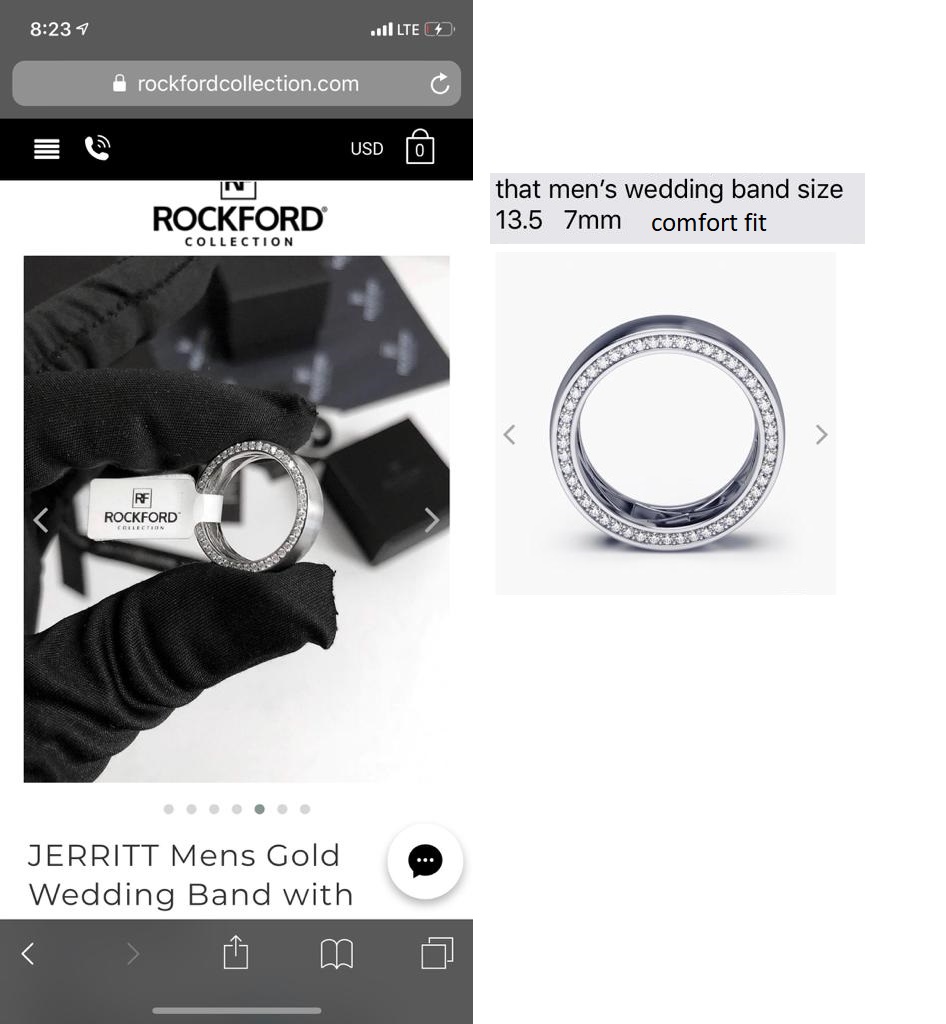 8:23
LTE
rockfordcollection.com
USD
0
ROCKFORD®
COLLECTION
RF
ROCKFORD
COLLECTION
JERRITT Mens Gold
Wedding Band with
that men's wedding band size
13.5 7mm comfort fit